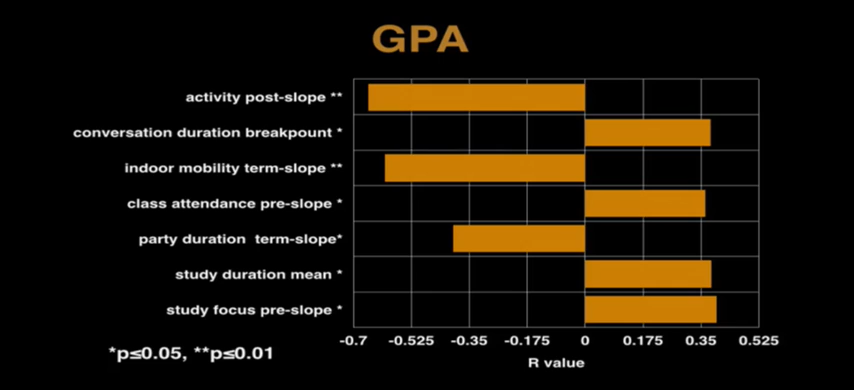 GPA
activity post-slope **
conversation duration breakpount *
indoor mobility term-slope **
class attendance pre-slope *
party duration term-slope*
study duration mean *
study focus pre-slope *
-0.7 -0.525 -0.35 -0.175 0 0.175 0.35 0.525
R value
*p≤0.05, **p≤0.01